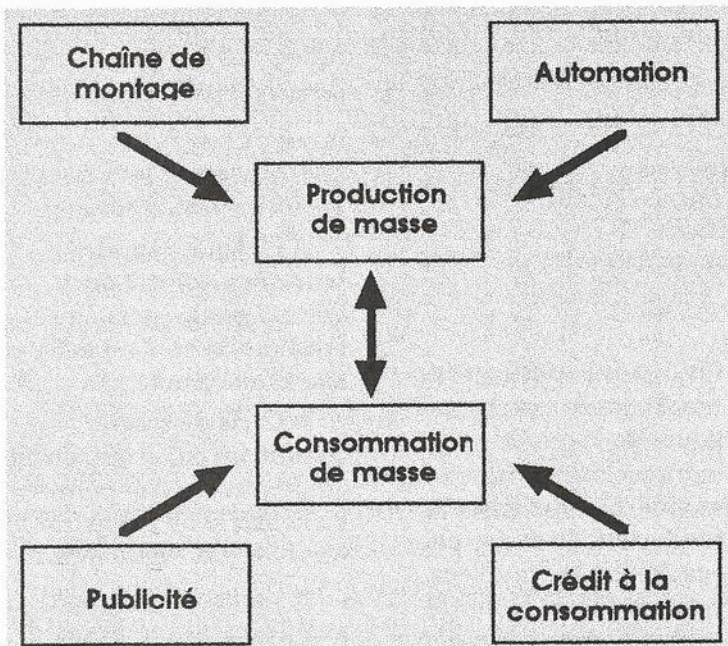 Chaîne de
montage
Automation
Production
de masse
Consommation
de masse
Publicité
Crédit à la
consommation